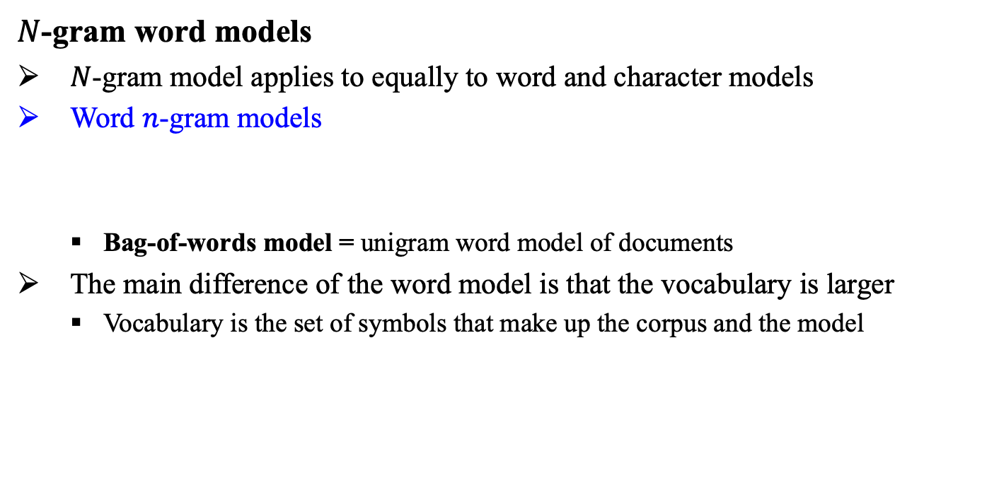 N-gram word models
➢ N-gram model applies to equally to word and character models
➢ Word n-gram models
▪ Bag-of-words model = unigram word model of documents
➢ The main difference of the word model is that the vocabulary is larger
▪ Vocabulary is the set of symbols that make up the corpus and the model